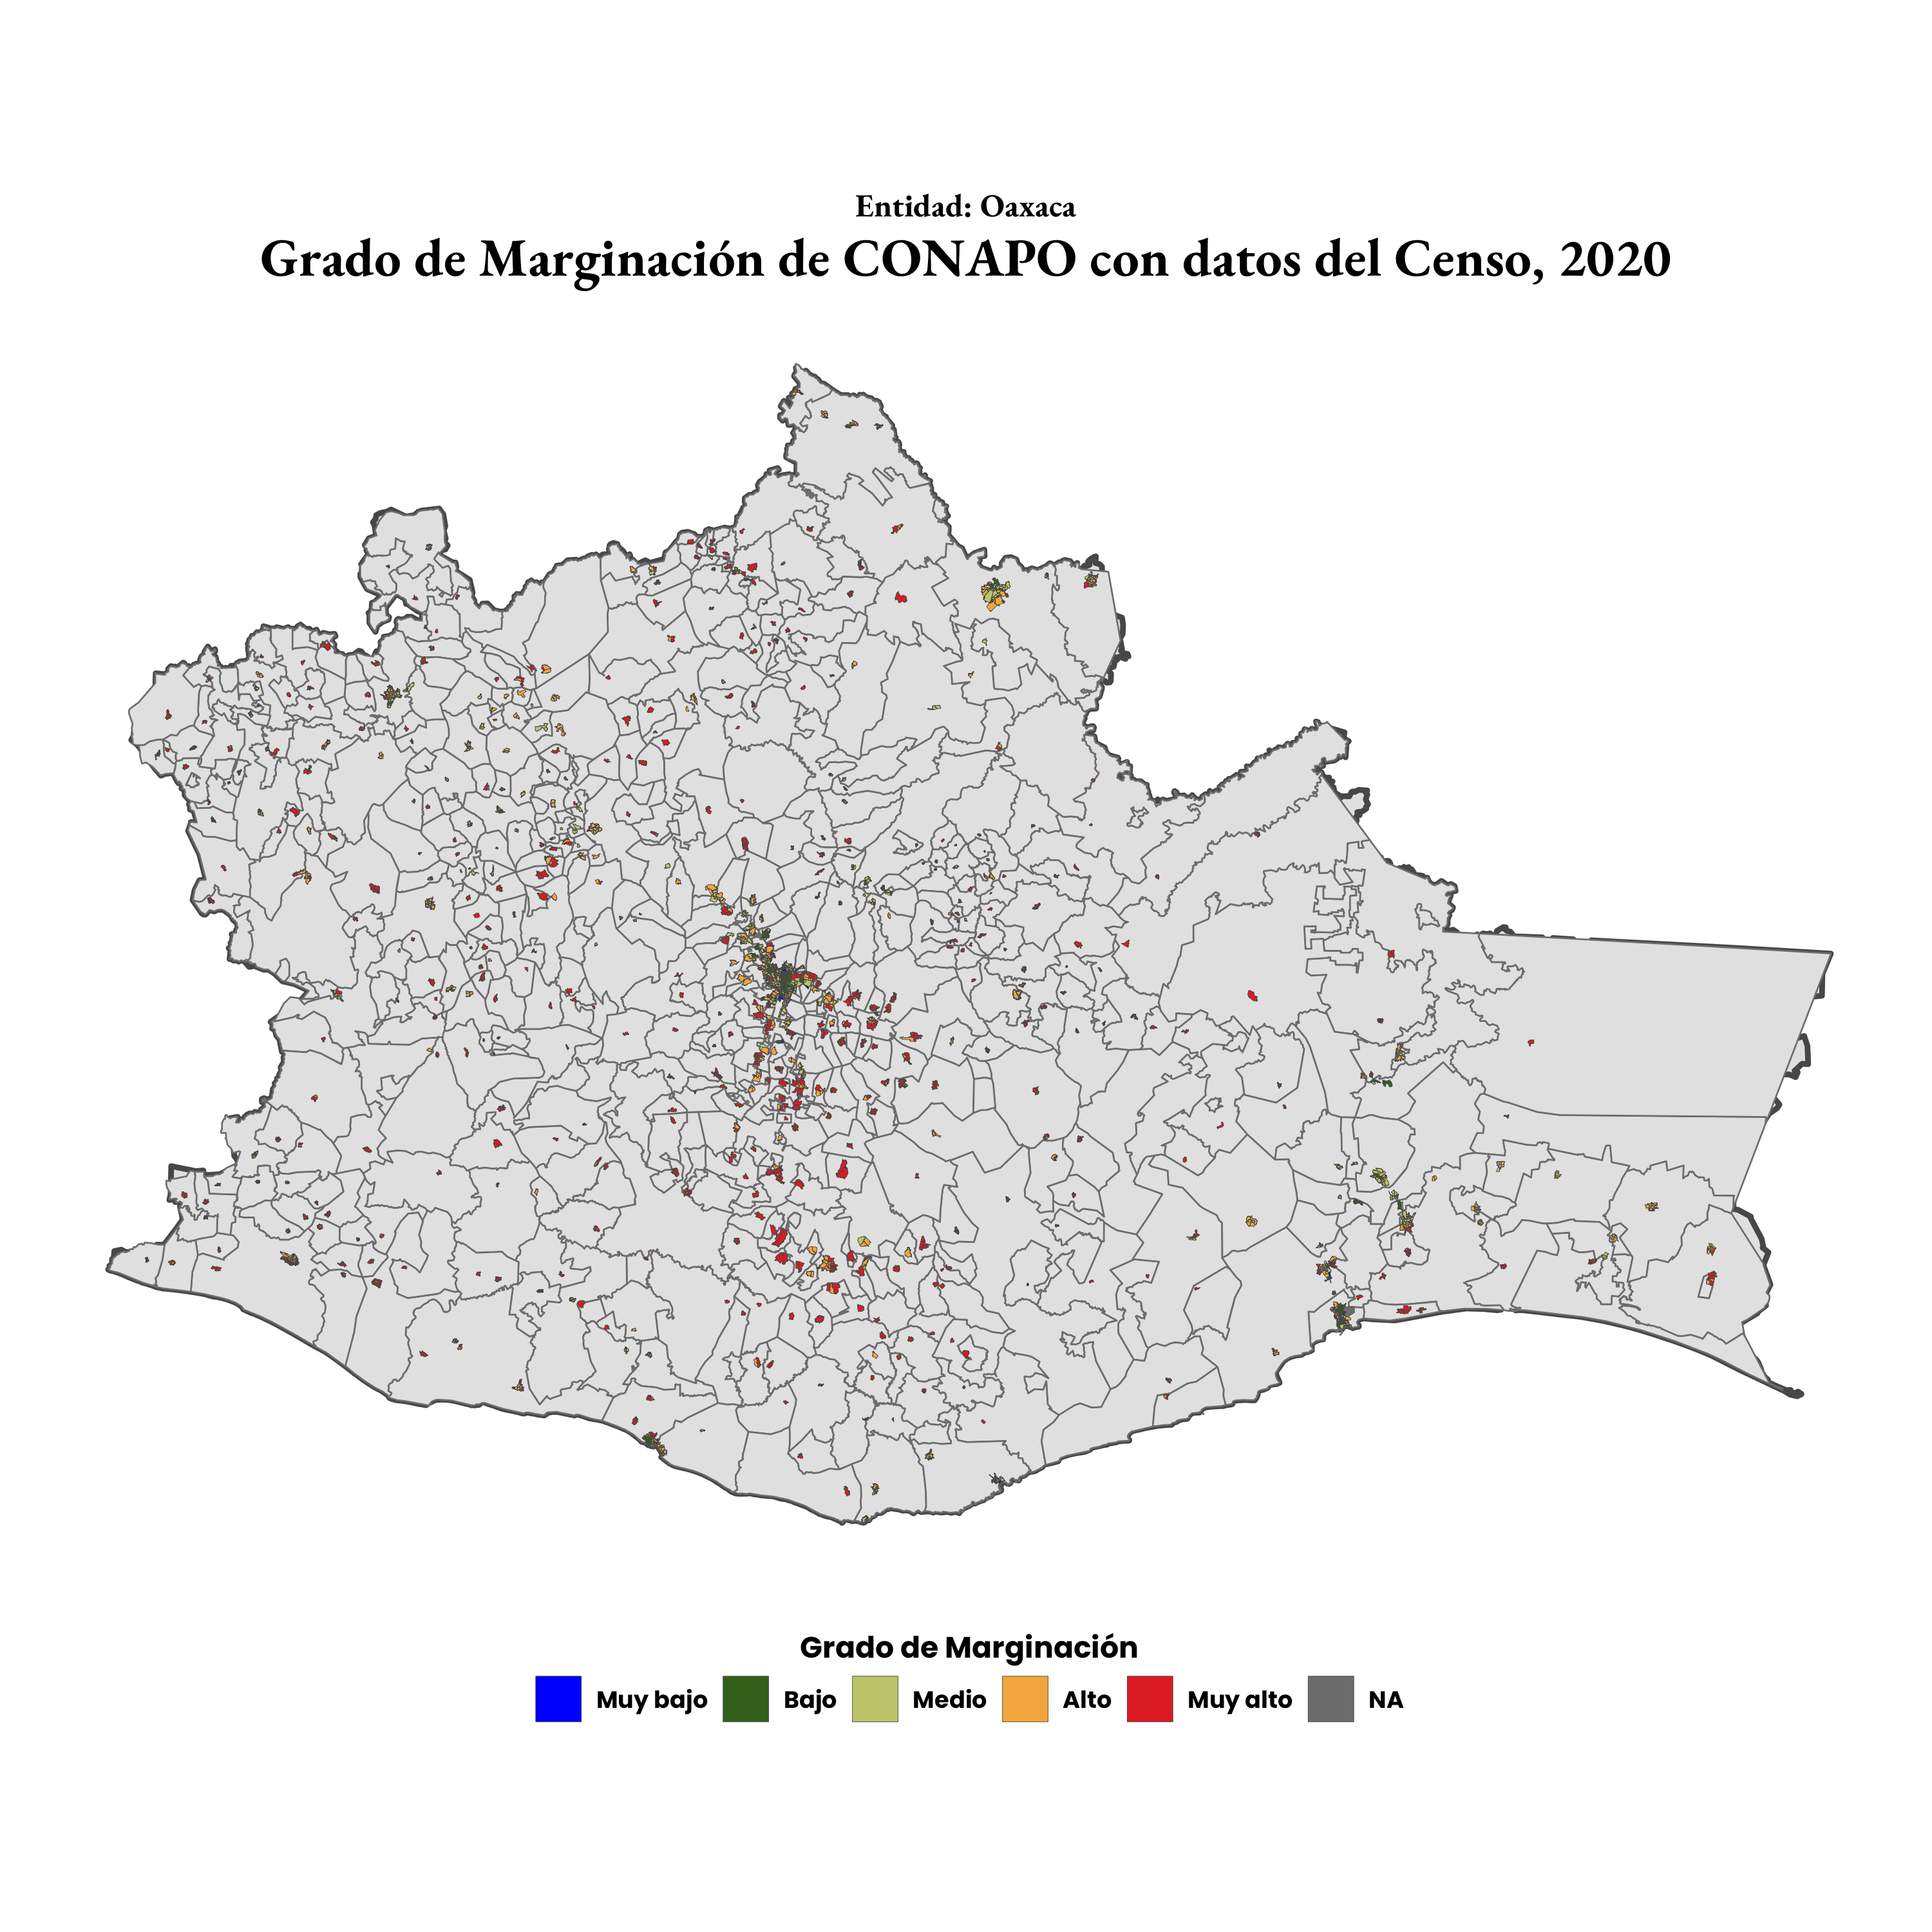 Entidad: Oaxaca
Grado de Marginación de CONAPO con datos del Censo, 2020
Grado de Marginación
Muy bajo Bajo Medio Alto Muy alto NA